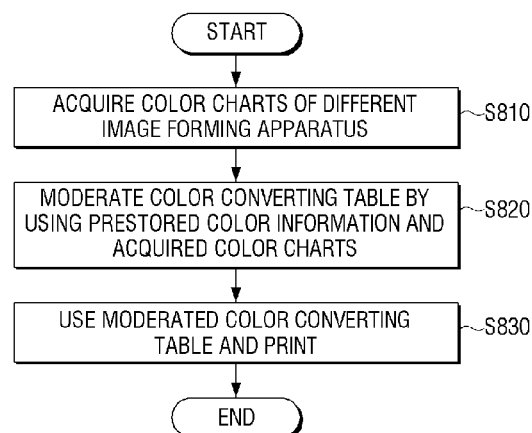 START
ACQUIRE COLOR CHARTS OF DIFFERENT
IMAGE FORMING APPARATUS
S810
MODERATE COLOR CONVERTING TABLE BY
USING PRESTORED COLOR INFORMATION AND
ACQUIRED COLOR CHARTS
S820
USE MODERATED COLOR CONVERTING
TABLE AND PRINT
S830
END